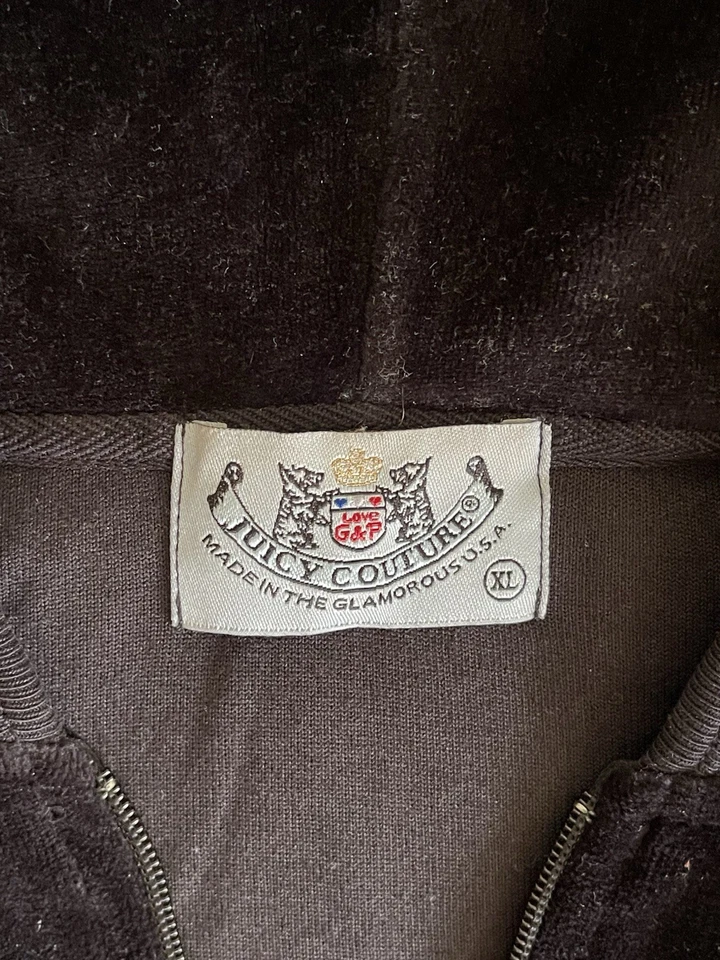 LOVE
G&P
JUICY COUTURE®
MADE IN THE GLAMOROUS U.S.A.
XL